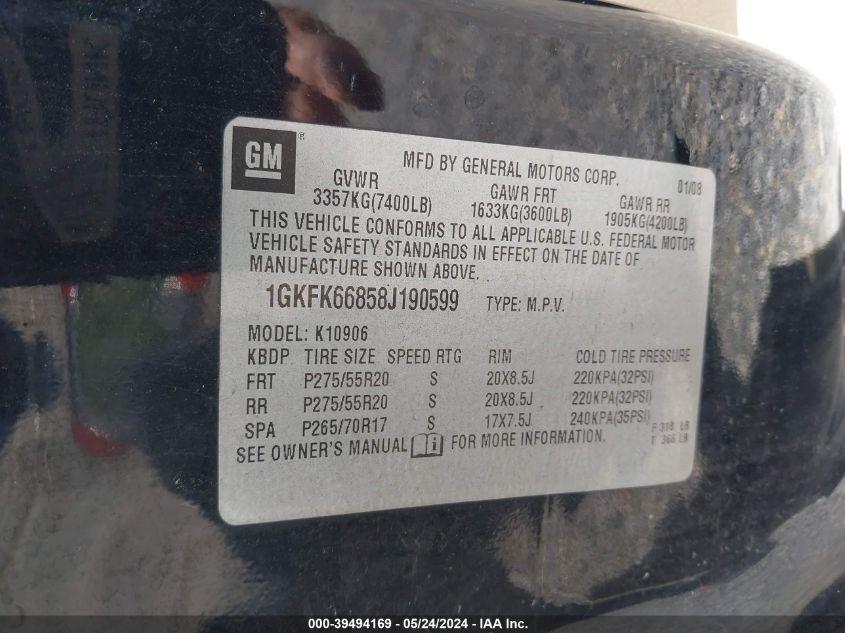 GM ®
MFD BY GENERAL MOTORS CORP. 01/08
GVWR GAWR FRT GAWR RR
3357KG(7400LB) 1633KG(3600LB) 1905KG(4200LB)
THIS VEHICLE CONFORMS TO ALL APPLICABLE U.S. FEDERAL MOTOR
VEHICLE SAFETY STANDARDS IN EFFECT ON THE DATE OF
MANUFACTURE SHOWN ABOVE.
1GKFK66858J190599 TYPE: M.P.V.
MODEL: K10906
KBDP TIRE SIZE SPEED RTG RIM COLD TIRE PRESSURE
FRT P275/55R20 S 20X8.5J 220KPA(32PSI)
RR P275/55R20 S 20X8.5J 220KPA(32PSI)
SPA P265/70R17 S 17X7.5J 240KPA(35PSI)
F 318 LB
T 366 LB
SEE OWNER'S MANUAL FOR MORE INFORMATION.
000-39494169 - 05/24/2024 - IAA Inc.